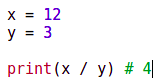 x = 12
y = 3
print(x / y) # 4